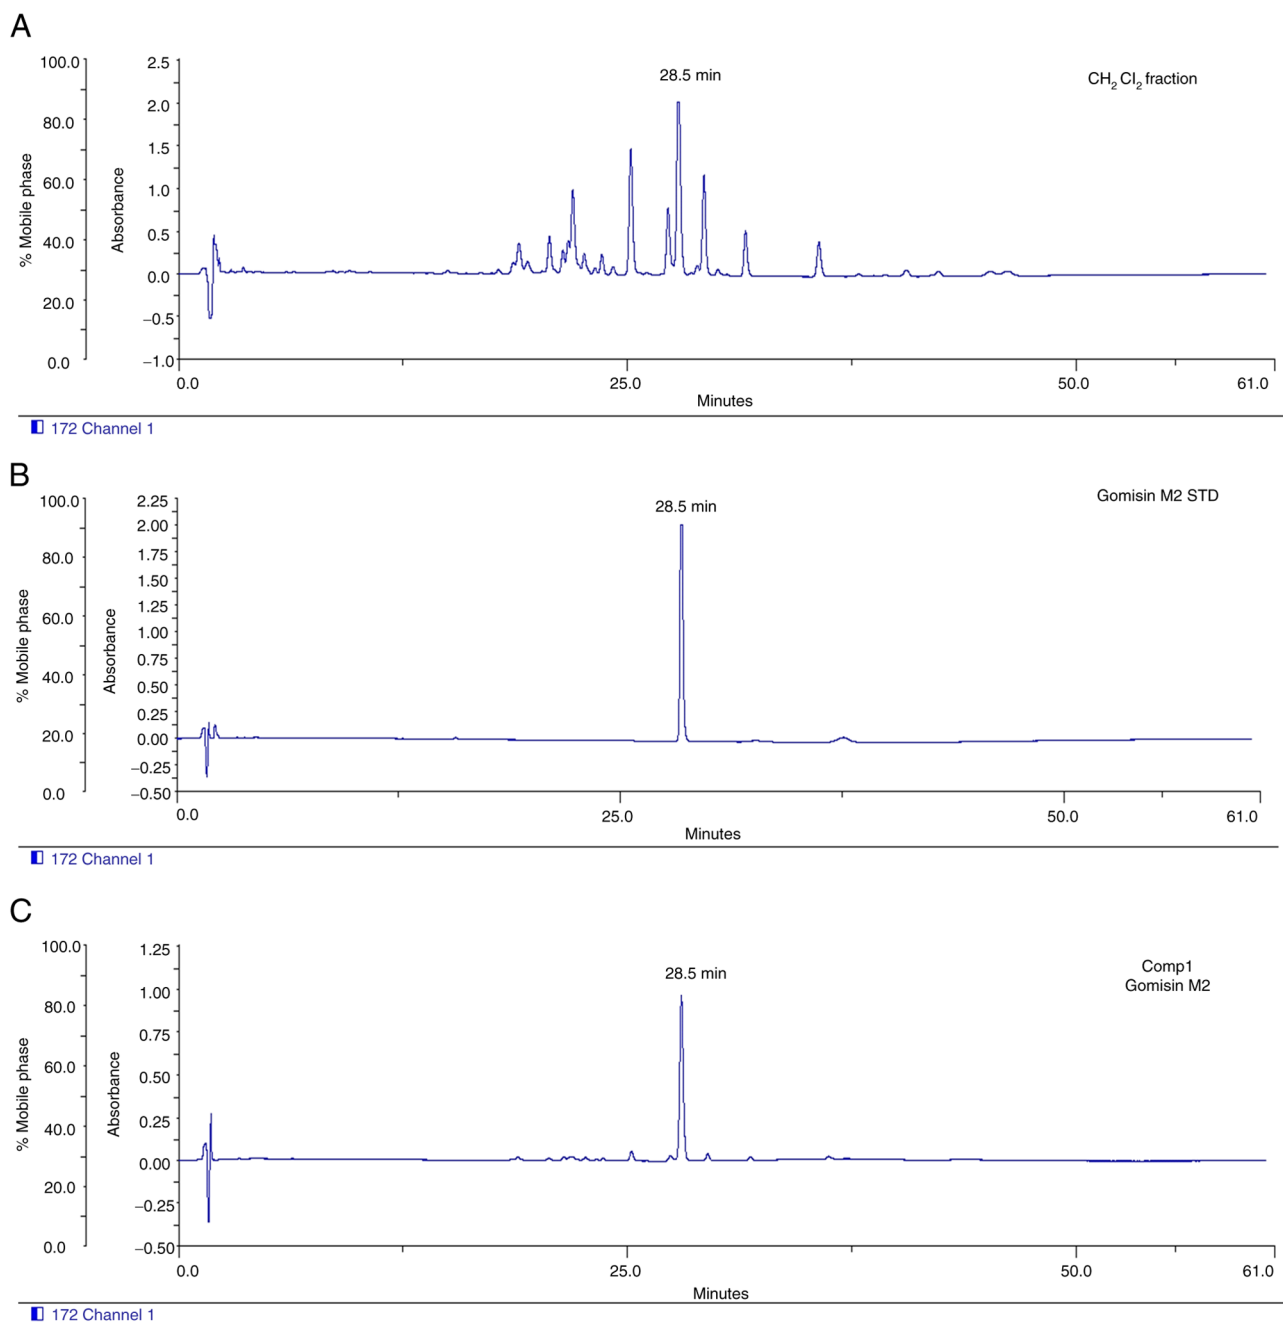 A
28.5 min
CH2 Cl2 fraction
% Mobile phase
100.0
80.0
60.0
40.0
20.0
0.0
Absorbance
2.5
2.0
1.5
1.0
0.5
0.0
−0.5
−1.0
0.0 25.0 50.0 61.0
Minutes
172 Channel 1
B
28.5 min
Gomisin M2 STD
% Mobile phase
100.0
80.0
60.0
40.0
20.0
0.0
Absorbance
2.25
2.00
1.75
1.50
1.25
1.00
0.75
0.50
0.25
0.00
−0.25
−0.50
0.0 25.0 50.0 61.0
Minutes
172 Channel 1
C
28.5 min
Comp1
Gomisin M2
% Mobile phase
100.0
80.0
60.0
40.0
20.0
0.0
Absorbance
1.25
1.00
0.75
0.50
0.25
0.00
−0.25
−0.50
0.0 25.0 50.0 61.0
Minutes
172 Channel 1